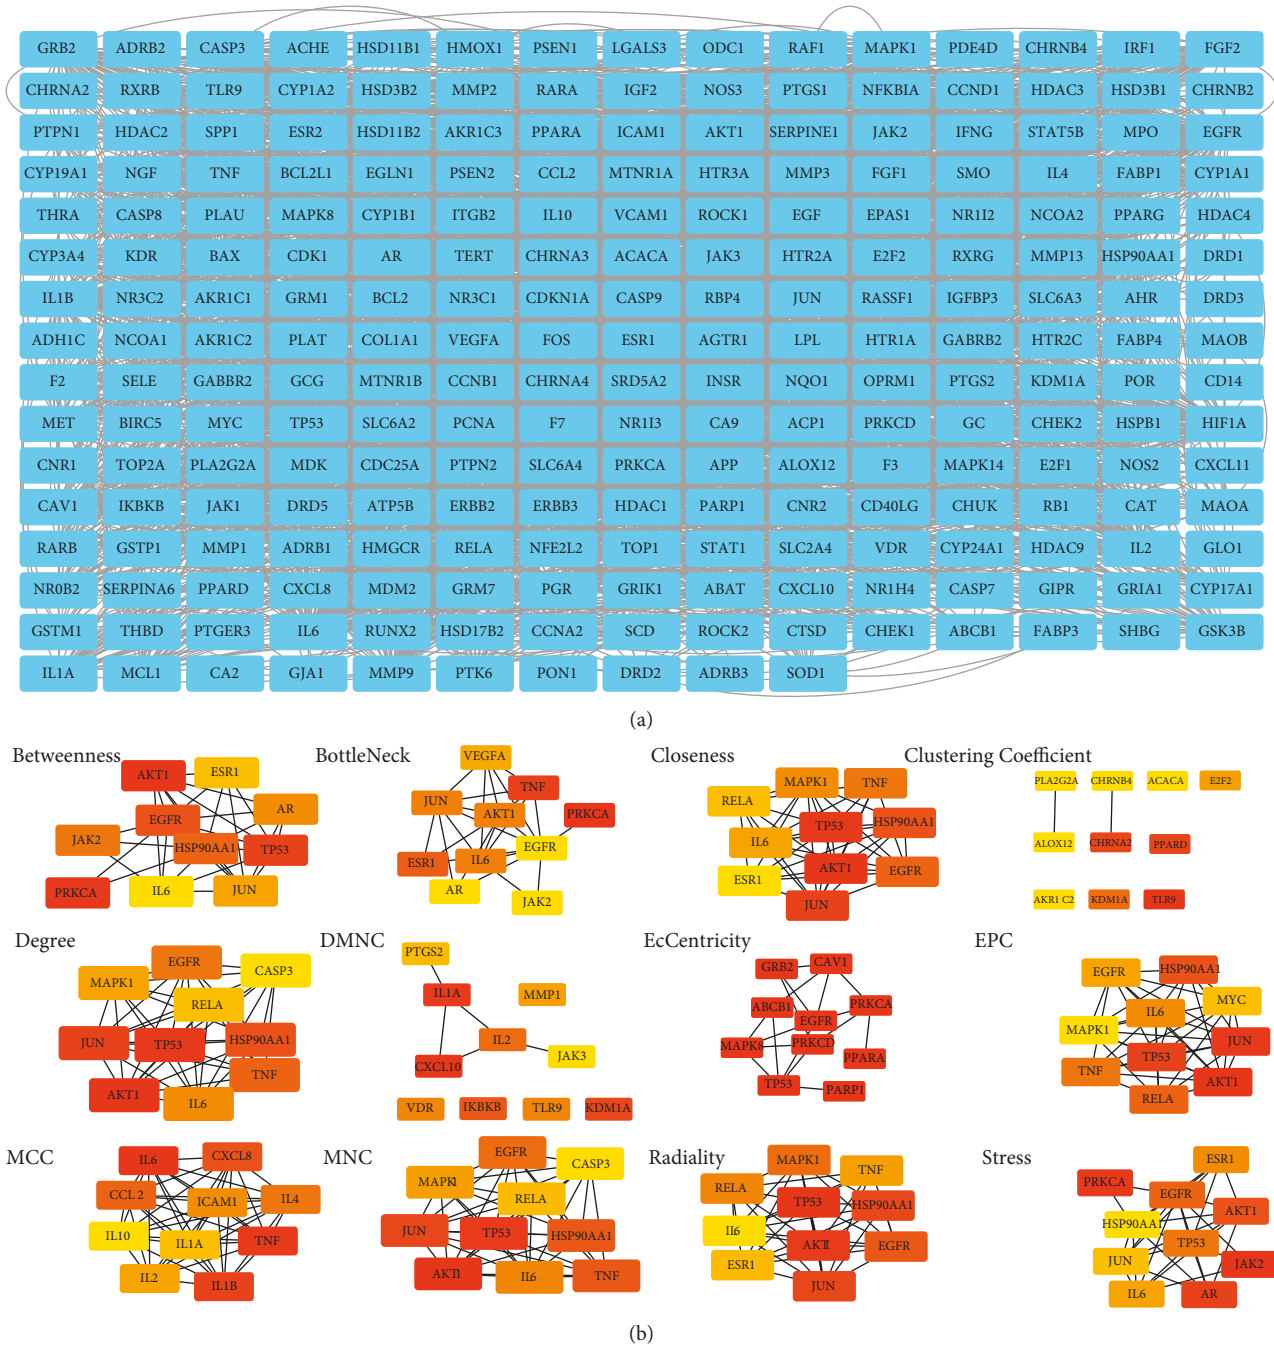 GRB2 ADRB2 CASP3 ACHE HSD11B1 HMOX1 PSEN1 LGALS3 ODC1 RAF1 MAPK1 PDE4D CHRNB4 IRF1 FGF2
CHRNA2 RXRB TLR9 CYP1A2 HSD3B2 MMP2 RARA IGF2 NOS3 PTGS1 NFKBIA CCND1 HDAC3 HSD3B1 CHRNB2
PTPN1 HDAC2 SPP1 ESR2 HSD11B2 AKR1C3 PPARA ICAM1 AKT1 SERPINE1 JAK2 IFNG STAT5B MPO EGFR
CYP19A1 NGF TNF BCL2L1 EGLN1 PSEN2 CCL2 MTNR1A HTR3A MMP3 FGF1 SMO IL4 FABP1 CYP1A1
THRA CASP8 PLAU MAPK8 CYP1B1 ITGB2 IL10 VCAM1 ROCK1 EGF EPAS1 NR1I2 NCOA2 PPARG HDAC4
CYP3A4 KDR BAX CDK1 AR TERT CHRNA3 ACACA JAK3 HTR2A E2F2 RXRG MMP13 HSP90AA1 DRD1
IL1B NR3C2 AKR1C1 GRM1 BCL2 NR3C1 CDKN1A CASP9 RBP4 JUN RASSF1 IGFBP3 SLC6A3 AHR DRD3
ADH1C NCOA1 AKR1C2 PLAT COL1A1 VEGFA FOS ESR1 AGTR1 LPL HTR1A GABRB2 HTR2C FABP4 MAOB
F2 SELE GABBR2 GCG MTNR1B CCNB1 CHRNA4 SRD5A2 INSR NQO1 OPRM1 PTGS2 KDM1A POR CD14
MET BIRC5 MYC TP53 SLC6A2 PCNA F7 NR1I3 CA9 ACP1 PRKCD GC CHEK2 HSPB1 HIF1A
CNR1 TOP2A PLA2G2A MDK CDC25A PTPN2 SLC6A4 PRKCA APP ALOX12 F3 MAPK14 E2F1 NOS2 CXCL11
CAV1 IKBKB JAK1 DRD5 ATP5B ERBB2 ERBB3 HDAC1 PARP1 CNR2 CD40LG CHUK RB1 CAT MAOA
RARB GSTP1 MMP1 ADRB1 HMGCR RELA NFE2L2 TOP1 STAT1 SLC2A4 VDR CYP24A1 HDAC9 IL2 GLO1
NR0B2 SERPINA6 PPARD CXCL8 MDM2 GRM7 PGR GRIK1 ABAT CXCL10 NR1H4 CASP7 GIPR GRIA1 CYP17A1
GSTM1 THBD PTGER3 IL6 RUNX2 HSD17B2 CCNA2 SCD ROCK2 CTSD CHEK1 ABCB1 FABP3 SHBG GSK3B
IL1A MCL1 CA2 GJA1 MMP9 PTK6 PON1 DRD2 ADRB3 SOD1
(a)
Betweenness
AKT1 ESR1
AR
EGFR
JAK2 HSP90AA1 TP53
PRKCA IL6 JUN
BottleNeck
VEGFA
TNF
JUN AKT1 PRKCA
EGFR
ESR1 IL6
AR JAK2
Closeness
MAPK1 TNF
RELA
TP53 HSP90AA1
IL6
AKT1 EGFR
ESR1
JUN
Clustering Coefficient
PLA2G2A CHRNB4 ACACA E2F2
ALOX12 CHRNA2 PPARD
AKR1 C2 KDM1A TLR9
Degree
EGFR CASP3
MAPK1
RELA
JUN TP53 HSP90AA1
TNF
AKT1 IL6
DMNC
PTGS2
IL1A MMP1
IL2
CXCL10 JAK3
VDR IKBKB TLR9 KDM1A
EcCentricity
GRB2 CAV1
ABCB1 PRKCA
EGFR
MAPK8 PRKCD
PPARA
TP53 PARP1
EPC
EGFR HSP90AA1
MYC
IL6
MAPK1 JUN
TP53
TNF AKT1
RELA
MCC
IL6 CXCL8
CCL 2 ICAM1 IL4
IL10 IL1A TNF
IL2 IL1B
MNC
EGFR CASP3
MAPK1
RELA
JUN TP53 HSP90AA1
AKT1 IL6 TNF
Radiality
MAPK1 TNF
RELA
TP53 HSP90AA1
IL6
AKT1 EGFR
ESR1
JUN
Stress
ESR1
PRKCA EGFR
AKT1
HSP90AA1
TP53
JUN JAK2
IL6 AR
(b)